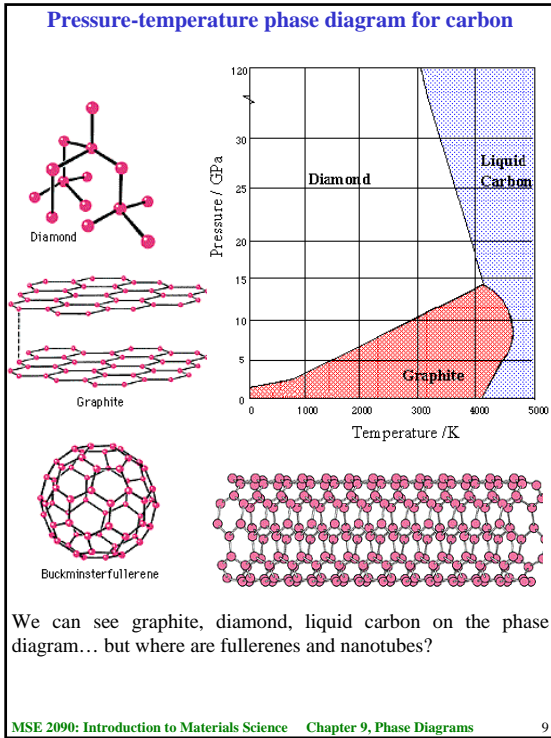 Pressure-temperature phase diagram for carbon
Diamond
Graphite
Buckminsterfullerene
Pressure / GPa
120
30
25
20
15
10
5
0
Diamond
Liquid
Carbon
Graphite
0 1000 2000 3000 4000 5000
Temperature /K
We can see graphite, diamond, liquid carbon on the phase
diagram… but where are fullerenes and nanotubes?
MSE 2090: Introduction to Materials Science Chapter 9, Phase Diagrams 9